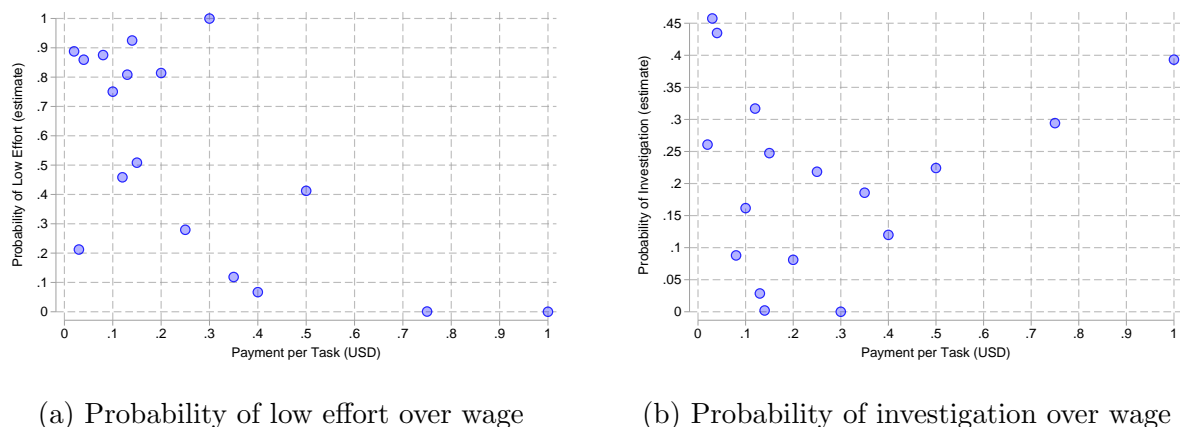 1
.9
.8
.7
.6
.5
.4
.3
.2
.1
0
Probability of Low Effort (estimate)
0 .1 .2 .3 .4 .5 .6 .7 .8 .9 1
Payment per Task (USD)
(a) Probability of low effort over wage
.45
.4
.35
.3
.25
.2
.15
.1
.05
0
Probability of Investigation (estimate)
0 .1 .2 .3 .4 .5 .6 .7 .8 .9 1
Payment per Task (USD)
(b) Probability of investigation over wage